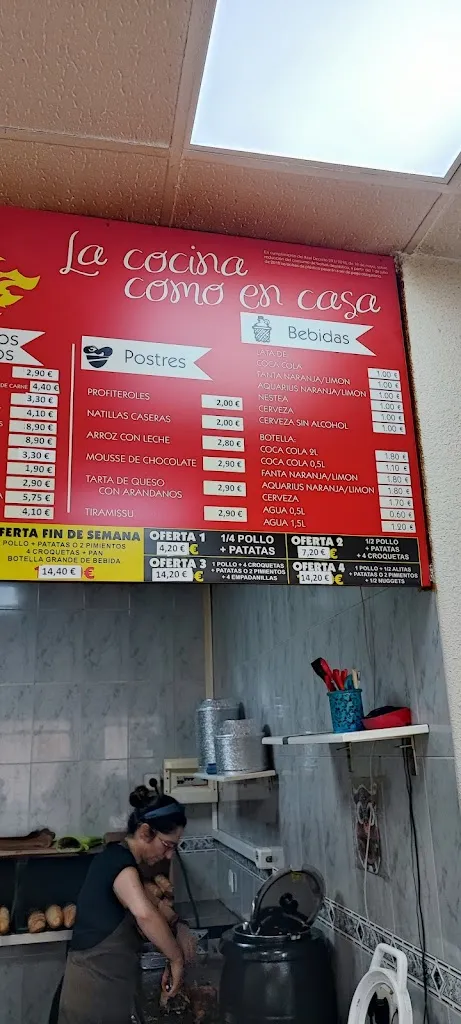 La cocina
como en casa
OS
OS
2,90 €
DE CARNE 4,40 €
3,30 €
4,10 €
8,90 €
8,90 €
3,30 €
1,90 €
2,90 €
5,75 €
4,10 €
Postres
PROFITEROLES 2,00 €
NATILLAS CASERAS 2,00 €
ARROZ CON LECHE 2,80 €
MOUSSE DE CHOCOLATE 2,90 €
TARTA DE QUESO
CON ARANDANOS 2,90 €
TIRAMISSU 2,90 €
Bebidas
LATA DE:
COCA COLA 1.00 €
FANTA NARANJA/LIMON 1.00 €
AQUARIUS NARANJA/LIMON 1.00 €
NESTEA 1.00 €
CERVEZA 1.00 €
CERVEZA SIN ALCOHOL
BOTELLA:
COCA COLA 2L 1.80 €
COCA COLA 0,5L 1.10 €
FANTA NARANJA/LIMON 1.80 €
AQUARIUS NARANJA/LIMON 1.80 €
CERVEZA 1.70 €
AGUA 0,5L 0.60 €
AGUA 1,5L 1.20 €
FERTA FIN DE SEMANA
POLLO + PATATAS O 2 PIMIENTOS
4 CROQUETAS + PAN
BOTELLA GRANDE DE BEBIDA
14,40 € €
OFERTA 1
4,20 € €
1/4 POLLO
+ PATATAS
OFERTA 2
7,20 € €
1/2 POLLO
+ PATATAS
+ 4 CROQUETAS
OFERTA 3
14,20 € €
1 POLLO + 4 CROQUETAS
+ PATATAS O 2 PIMIENTOS
+ 4 EMPADANILLAS
OFERTA 4
14,20 € €
1 POLLO + 1/2 ALITAS
+ PATATAS O 2 PIMIENTOS
+ 1/2 NUGGETS